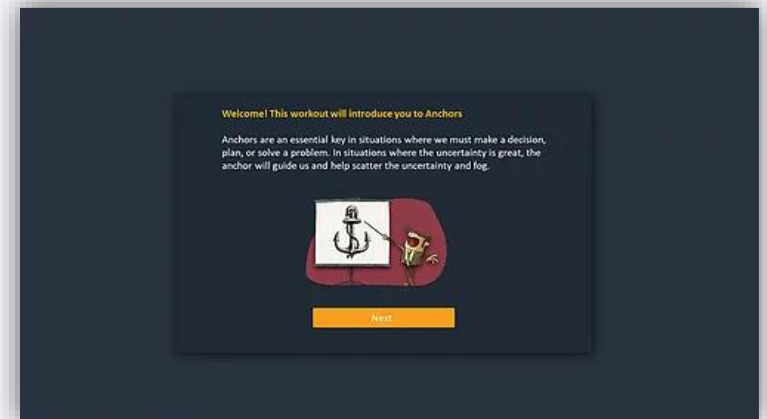 Welcome! This workout will introduce you to Anchors
Anchors are an essential key in situations where we must make a decision,
plan, or solve a problem. In situations where the uncertainty is great, the
anchor will guide us and help scatter the uncertainty and fog.
Next